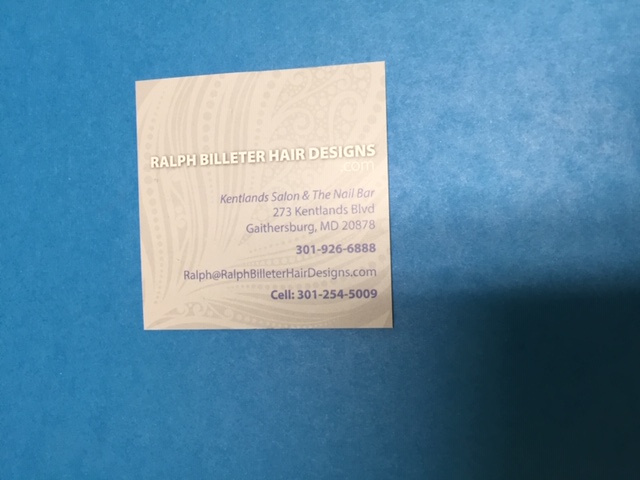 RALPH BILLETER HAIR DESIGNS
.com
Kentlands Salon & The Nail Bar
273 Kentlands Blvd
Gaithersburg, MD 20878
301-926-6888
Ralph@RalphBilleterHairDesigns.com
Cell: 301-254-5009